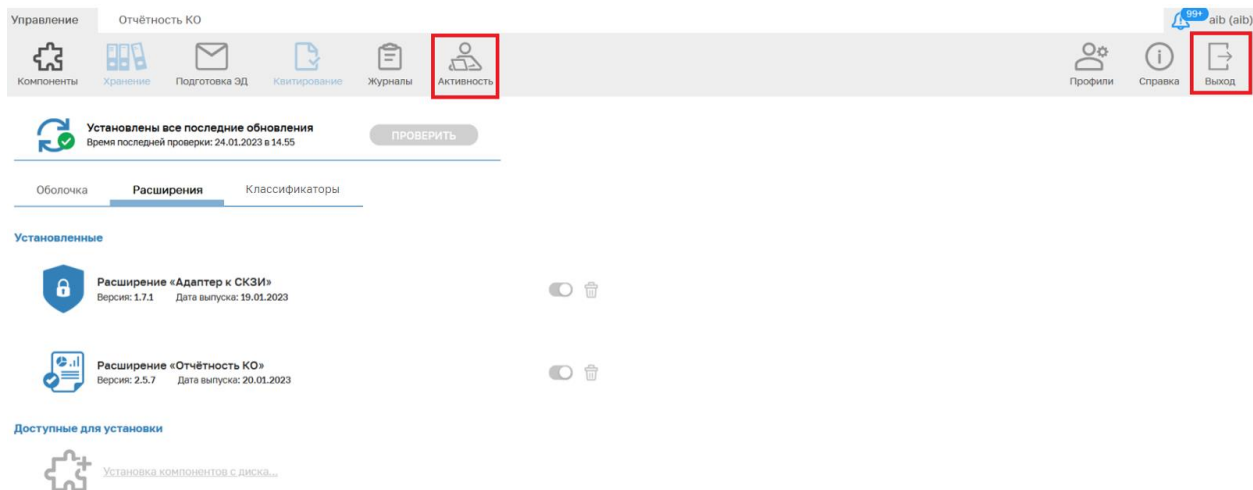 Управление Отчётность КО 99+ aib (aib)
Компоненты Хранение Подготовка ЭД Квитирование Журналы Активность Профили Справка Выход
Установлены все последние обновления
Время последней проверки: 24.01.2023 в 14.55
ПРОВЕРИТЬ
Оболочка Расширения Классификаторы
Установленные
Расширение «Адаптер к СКЗИ»
Версия: 1.7.1 Дата выпуска: 19.01.2023
Расширение «Отчётность КО»
Версия: 2.5.7 Дата выпуска: 20.01.2023
Доступные для установки
Установка компонентов с диска...